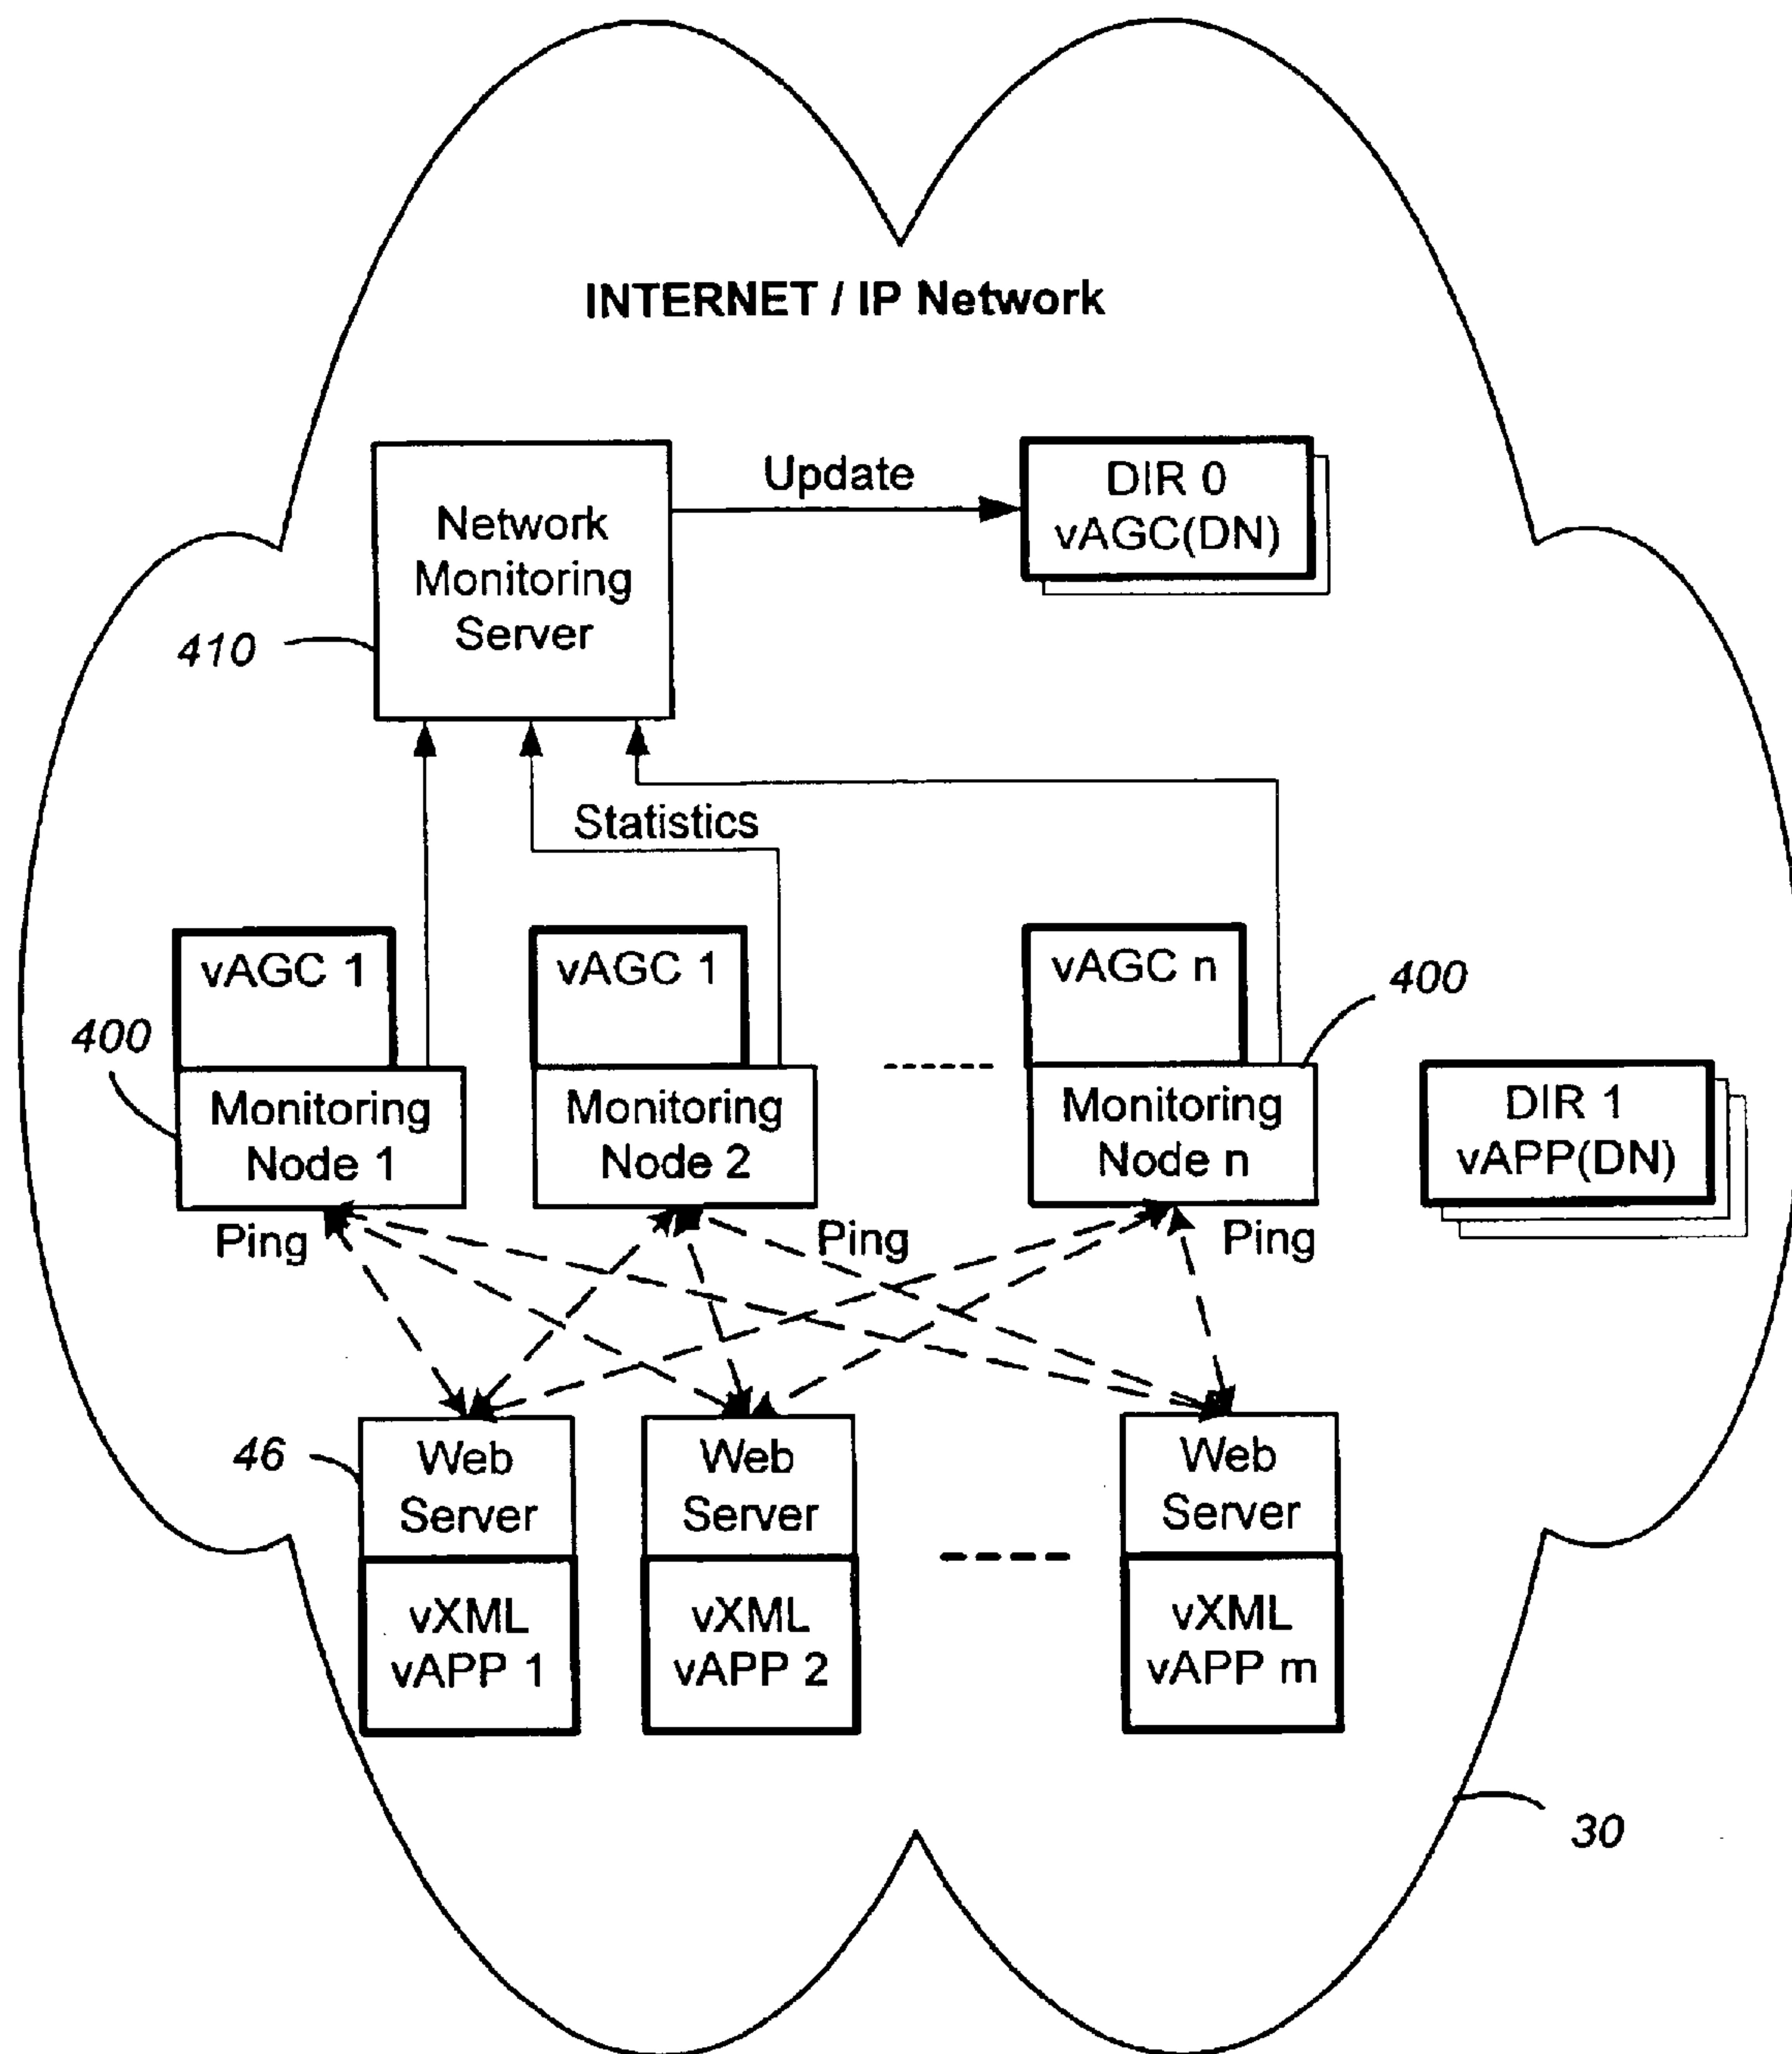 INTERNET / IP Network
Update
DIR 0
vAGC(DN)
Network
Monitoring
Server
410
Statistics
vAGC 1
vAGC 1
vAGC n
400
400
Monitoring
Node 1
Monitoring
Node 2
Monitoring
Node n
DIR 1
vAPP(DN)
Ping
Ping
Ping
46
Web
Server
Web
Server
Web
Server
vXML
vAPP 1
vXML
vAPP 2
vXML
vAPP m
30